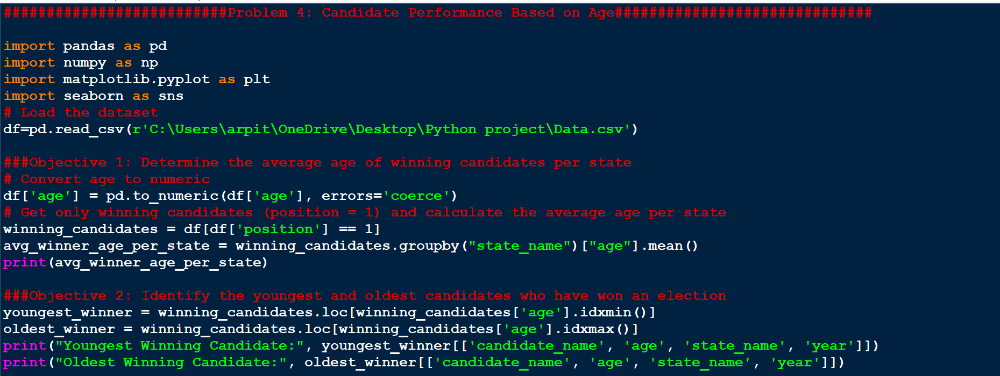 ##########################Problem 4: Candidate Performance Based on Age##############################
import pandas as pd
import numpy as np
import matplotlib.pyplot as plt
import seaborn as sns
# Load the dataset
df=pd.read_csv(r'C:\Users\arpit\OneDrive\Desktop\Python project\Data.csv')
###Objective 1: Determine the average age of winning candidates per state
# Convert age to numeric
df['age'] = pd.to_numeric(df['age'], errors='coerce')
# Get only winning candidates (position = 1) and calculate the average age per state
winning_candidates = df[df['position'] == 1]
avg_winner_age_per_state = winning_candidates.groupby("state_name")["age"].mean()
print(avg_winner_age_per_state)
###Objective 2: Identify the youngest and oldest candidates who have won an election
youngest_winner = winning_candidates.loc[winning_candidates['age'].idxmin()]
oldest_winner = winning_candidates.loc[winning_candidates['age'].idxmax()]
print("Youngest Winning Candidate:", youngest_winner[['candidate_name', 'age', 'state_name', 'year']])
print("Oldest Winning Candidate:", oldest_winner[['candidate_name', 'age', 'state_name', 'year']])